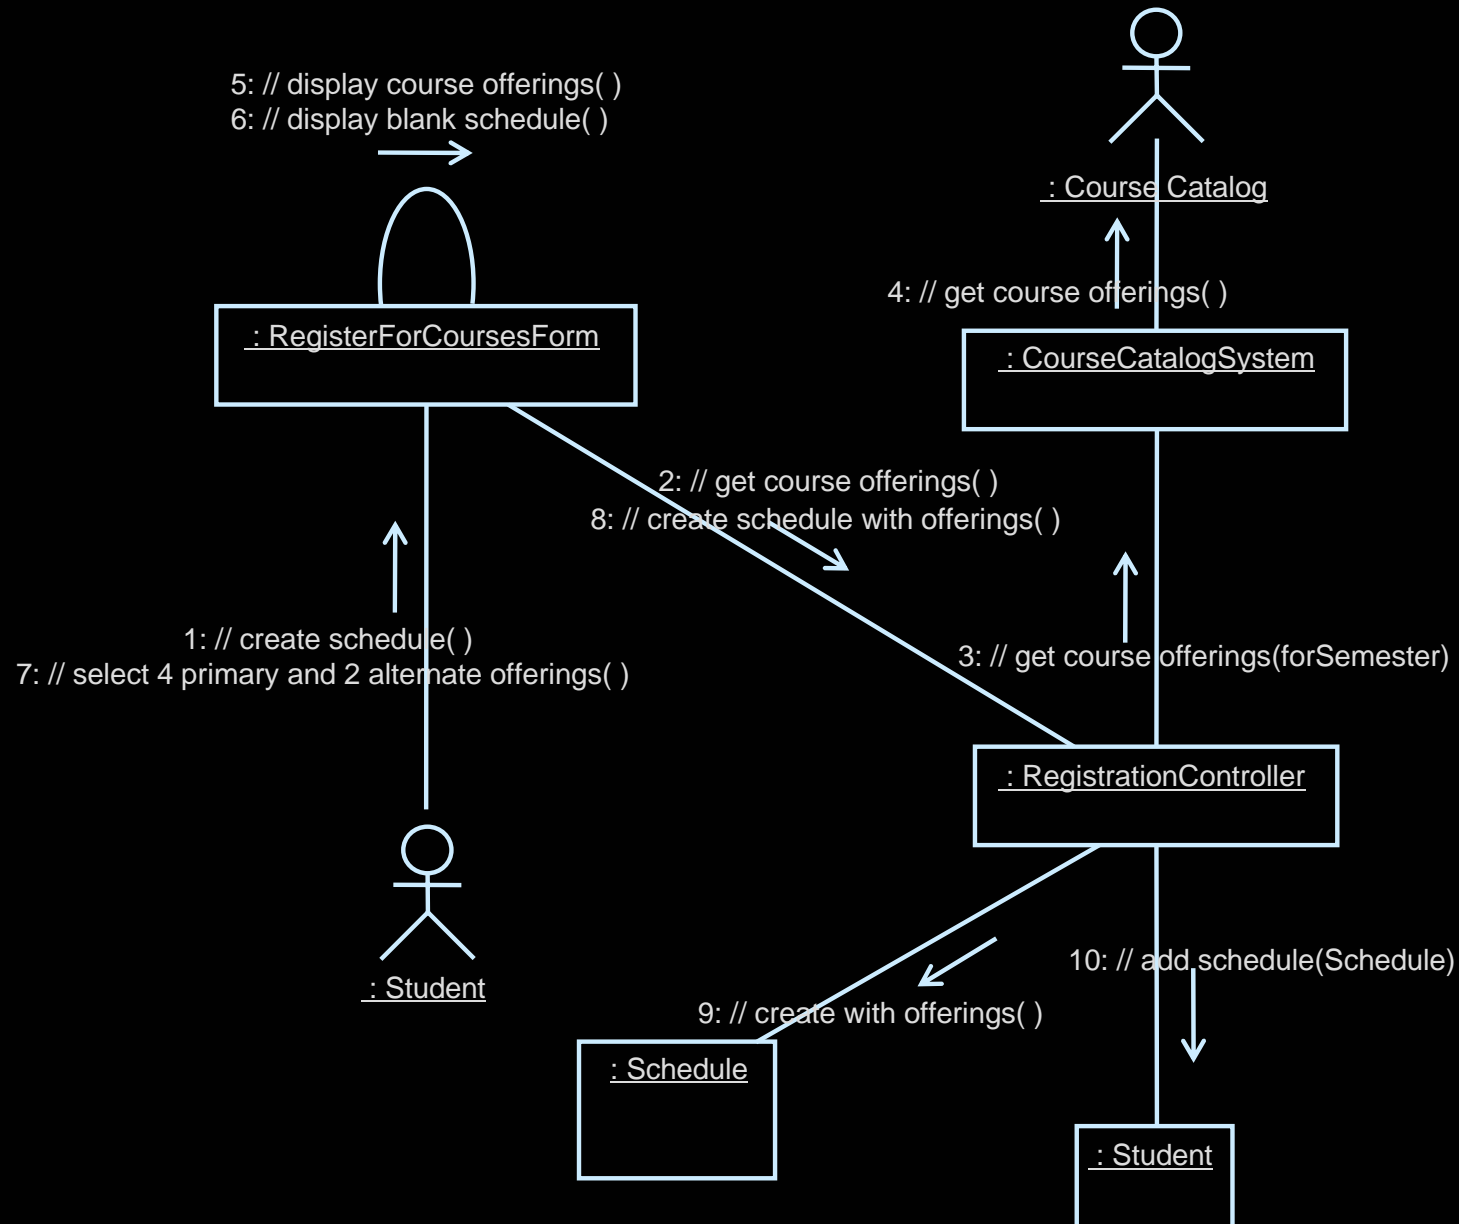 5: // display course offerings( )
6: // display blank schedule( )
: Course Catalog
4: // get course offerings( )
: RegisterForCoursesForm
: CourseCatalogSystem
2: // get course offerings( )
8: // create schedule with offerings( )
1: // create schedule( )
7: // select 4 primary and 2 alternate offerings( )
3: // get course offerings(forSemester)
: RegistrationController
: Student
10: // add schedule(Schedule)
9: // create with offerings( )
: Schedule
: Student